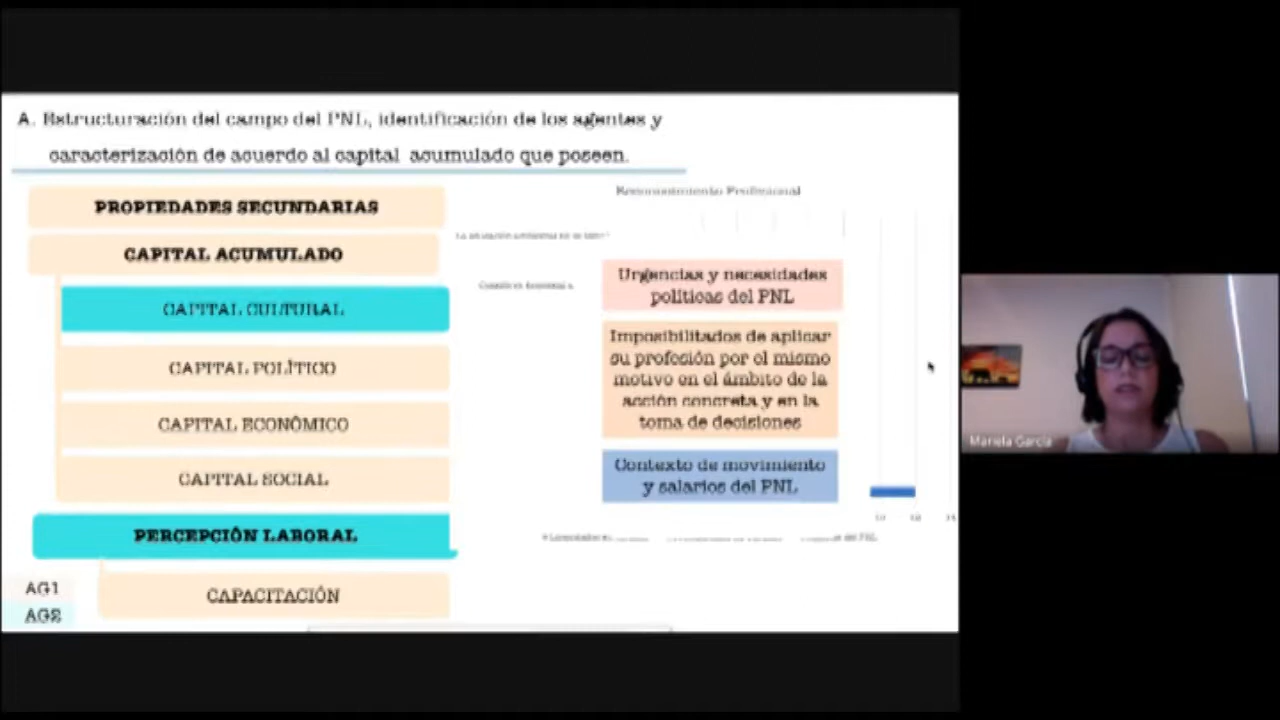 A. Estructuración del campo del PNL, identificación de los agentes y
caracterización de acuerdo al capital acumulado que poseen.
PROPIEDADES SECUNDARIAS
CAPITAL ACUMULADO
CAPITAL CULTURAL
CAPITAL POLÍTICO
CAPITAL ECONÓMICO
CAPITAL SOCIAL
PERCEPCIÓN LABORAL
CAPACITACIÓN
AG1
AG2
Reconocimiento Profesional
Urgencias y necesidades
políticas del PNL
Imposibilitados de aplicar
su profesión por el mismo
motivo en el ámbito de la
acción concreta y en la
toma de decisiones
Contexto de movimiento
y salarios del PNL
Mariela García